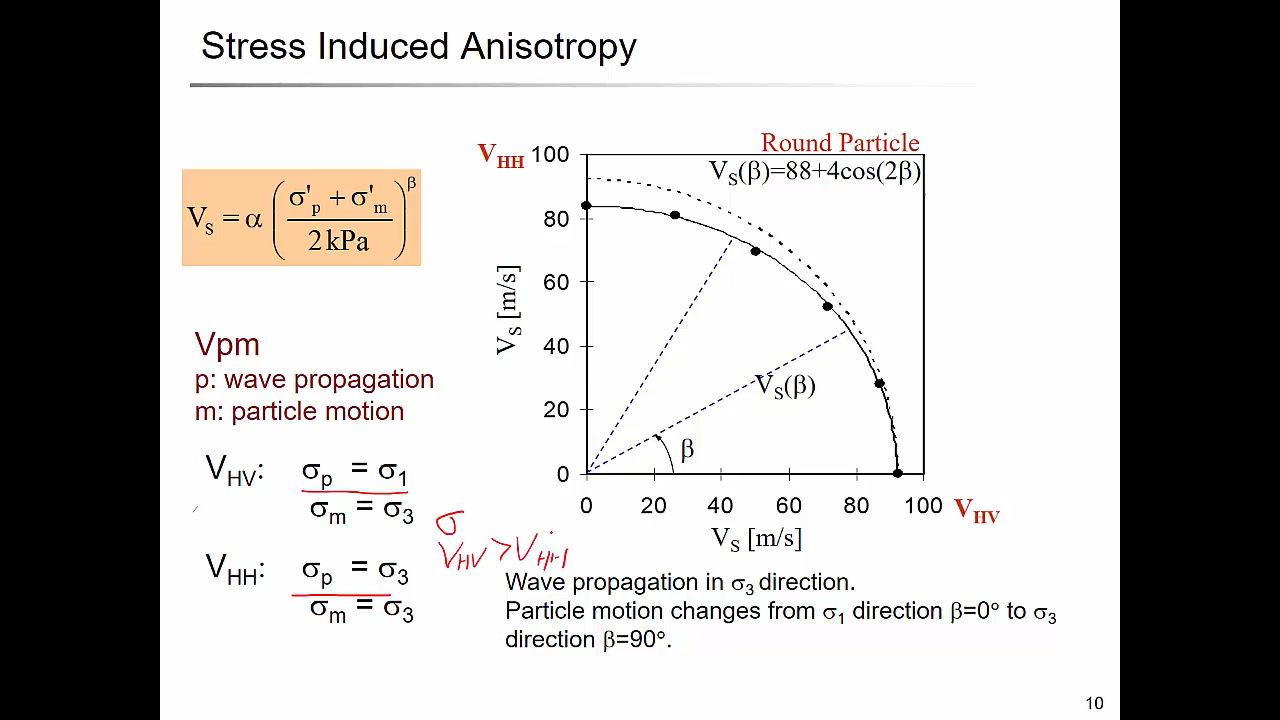 Stress Induced Anisotropy
V_S = α ( (σ'_p + σ'_m) / (2 kPa) )^β
Vpm
p: wave propagation
m: particle motion
V_HV: σ_p = σ_1
σ_m = σ_3
V_HH: σ_p = σ_3
σ_m = σ_3
σ
V_HV > V_HH
Round Particle
V_S(β)=88+4cos(2β)
V_HH
100
80
60
40
20
0
V_S [m/s]
V_S(β)
β
0 20 40 60 80 100
V_HV
V_S [m/s]
Wave propagation in σ_3 direction.
Particle motion changes from σ_1 direction β=0° to σ_3
direction β=90°.
10